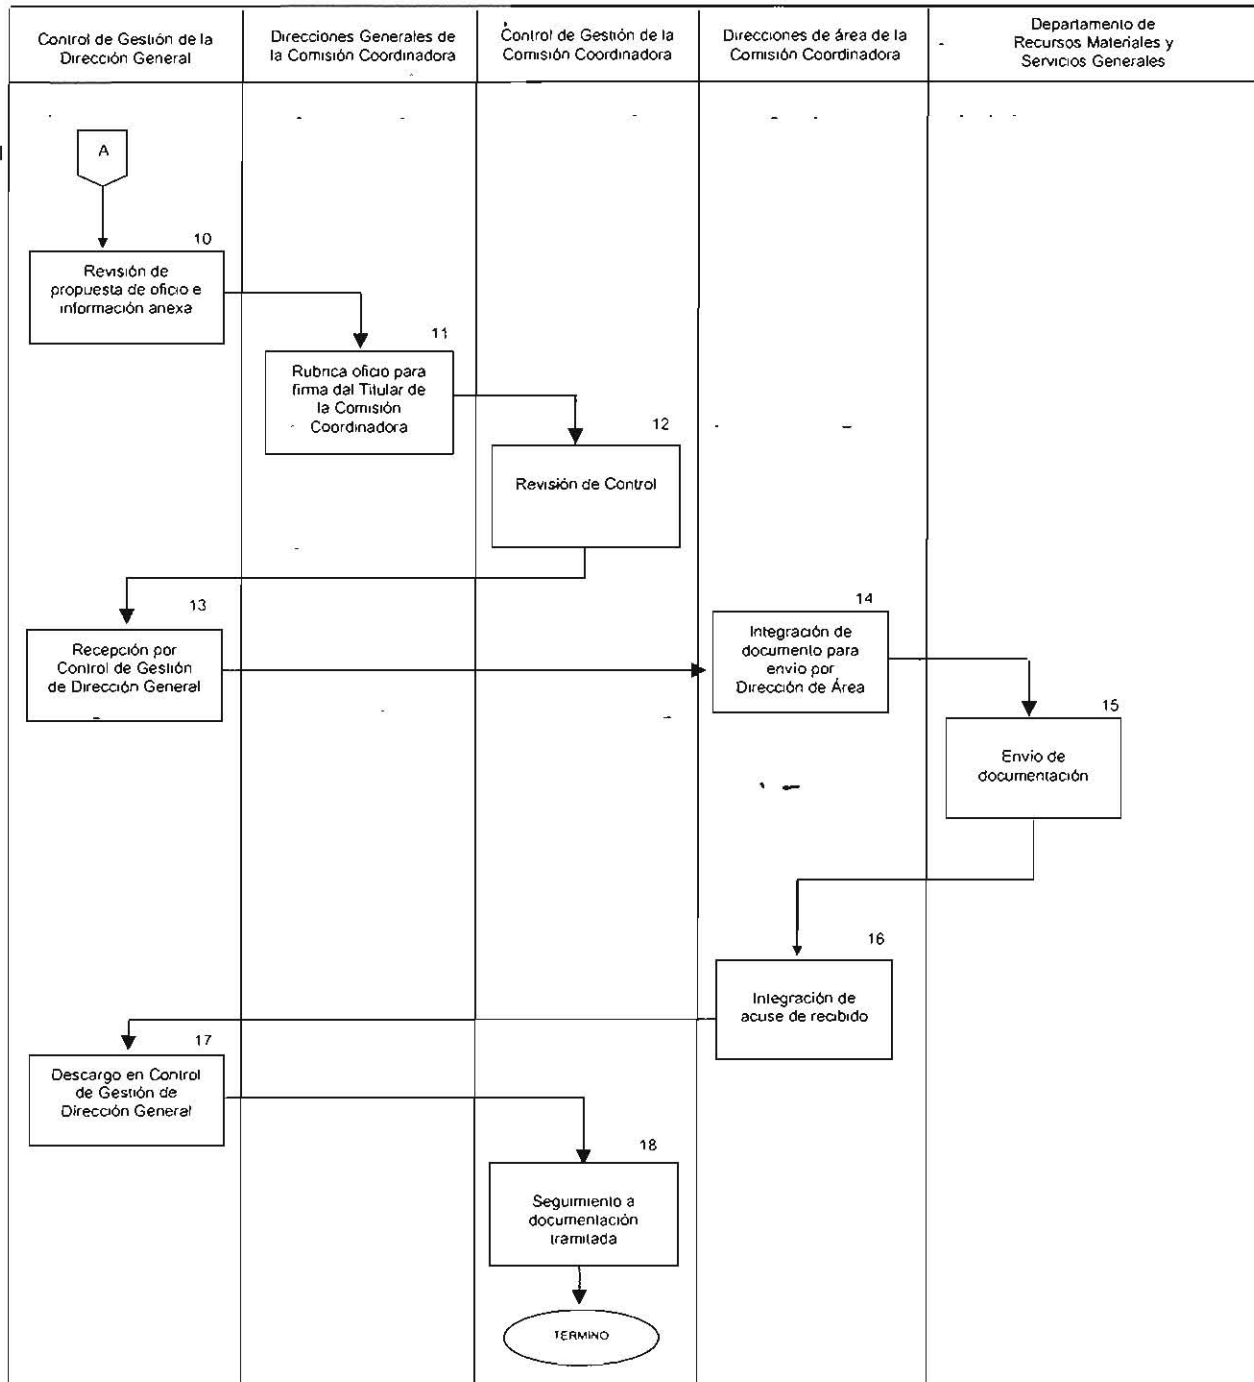 Control de Gestión de la
Dirección General
Direcciones Generales de
la Comisión Coordinadora
Control de Gestión de la
Comisión Coordinadora
Direcciones de área de la
Comisión Coordinadora
Departamento de
Recursos Materiales y
Servicios Generales
A
10
Revisión de
propuesta de oficio e
información anexa
11
Rubrica oficio para
firma dal Titular de
la Comisión
Coordinadora
12
Revisión de Control
13
Recepción por
Control de Gestión
de Dirección General
14
Integración de
documento para
envio por
Dirección de Área
15
Envio de
documentación
16
Integración de
acuse de recibido
17
Descargo en Control
de Gestión de
Dirección General
18
Seguimiento a
documentación
tramitada
TERMINO